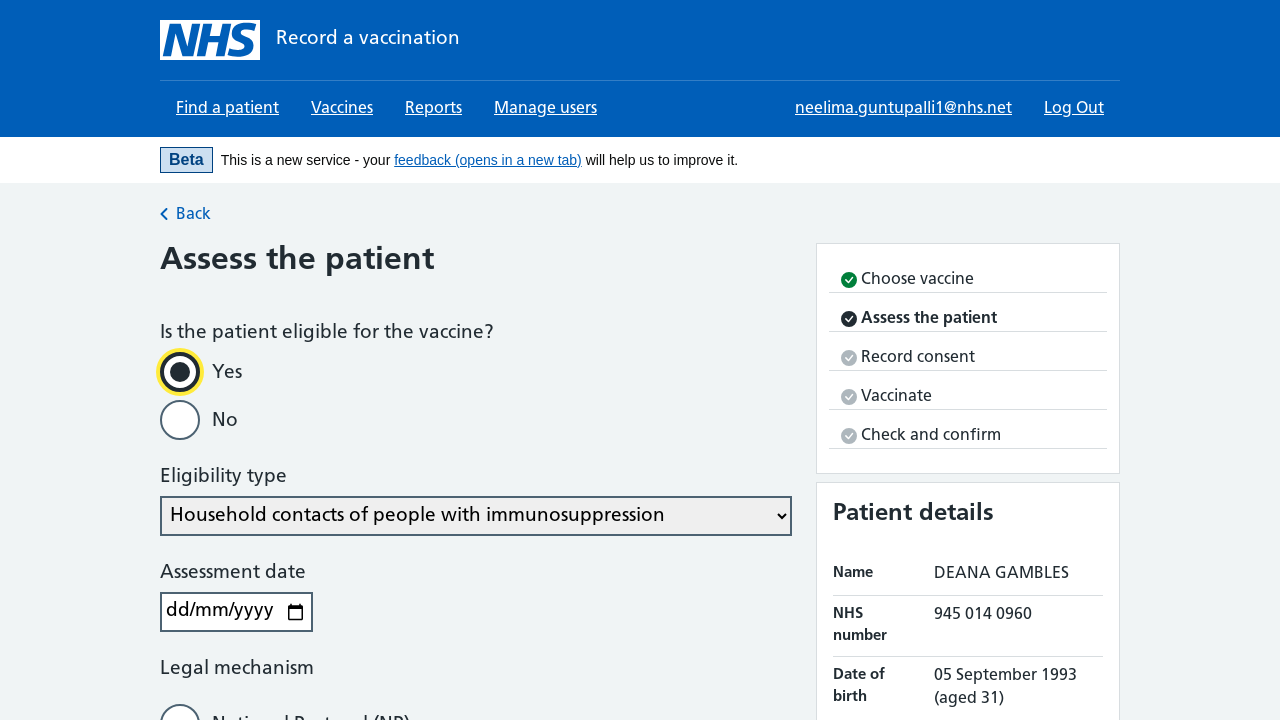 NHS Record a vaccination
Find a patient Vaccines Reports Manage users neelima.guntupalli1@nhs.net Log Out
Beta This is a new service - your feedback (opens in a new tab) will help us to improve it.
Back
Assess the patient
Is the patient eligible for the vaccine?
Yes
No
Eligibility type
Household contacts of people with immunosuppression
Assessment date
dd/mm/yyyy
Legal mechanism
National Protocol (NP)
Choose vaccine
Assess the patient
Record consent
Vaccinate
Check and confirm
Patient details
Name DEANA GAMBLES
NHS number 945 014 0960
Date of birth 05 September 1993 (aged 31)